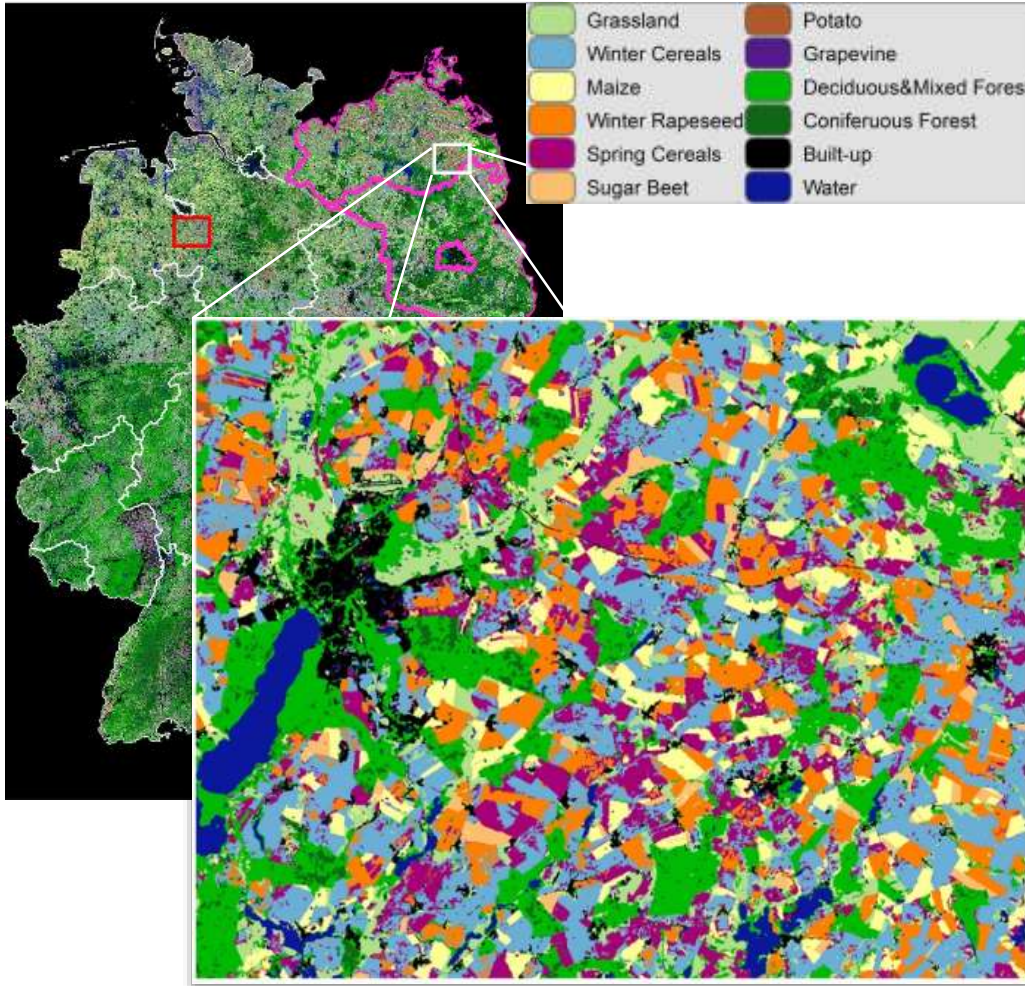 Grassland
Winter Cereals
Maize
Winter Rapeseed
Spring Cereals
Sugar Beet
Potato
Grapevine
Deciduous&Mixed Fores
Coniferuous Forest
Built-up
Water